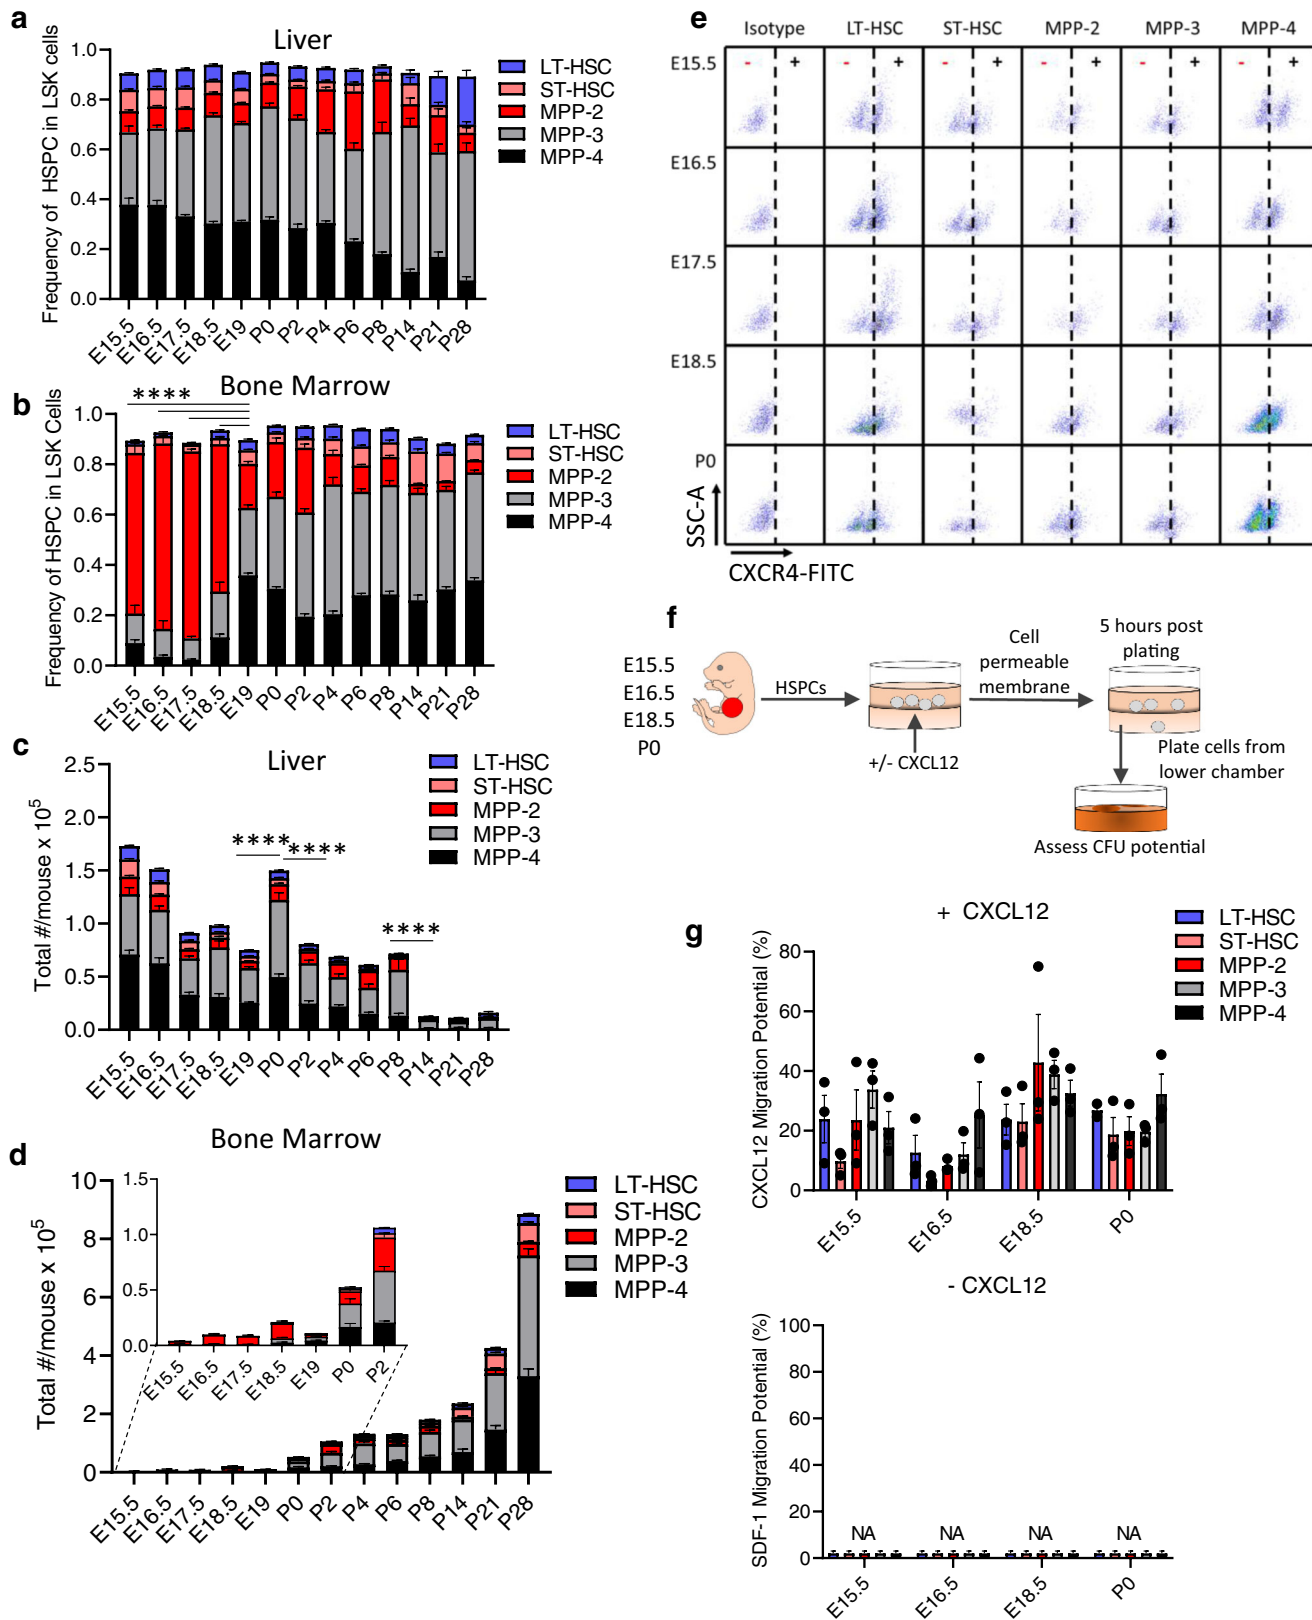 a
Liver
Frequency of HSPC in LSK cells
1.0
0.8
0.6
0.4
0.2
0.0
E15.5
E16.5
E17.5
E18.5
E19
P0
P2
P4
P6
P8
P14
P21
P28
LT-HSC
ST-HSC
MPP-2
MPP-3
MPP-4
b
Bone Marrow
****
Frequency of HSPC in LSK Cells
1.0
0.8
0.6
0.4
0.2
0.0
E15.5
E16.5
E17.5
E18.5
E19
P0
P2
P4
P6
P8
P14
P21
P28
LT-HSC
ST-HSC
MPP-2
MPP-3
MPP-4
c
Liver
Total #/mouse x 10⁵
2.5
2.0
1.5
1.0
0.5
0.0
****
****
****
E15.5
E16.5
E17.5
E18.5
E19
P0
P2
P4
P6
P8
P14
P21
P28
LT-HSC
ST-HSC
MPP-2
MPP-3
MPP-4
d
Bone Marrow
Total #/mouse x 10⁵
10
8
6
4
2
0
1.5
1.0
0.5
0.0
E15.5
E16.5
E17.5
E18.5
E19
P0
P2
E15.5
E16.5
E17.5
E18.5
E19
P0
P2
P4
P6
P8
P14
P21
P28
LT-HSC
ST-HSC
MPP-2
MPP-3
MPP-4
e
Isotype LT-HSC ST-HSC MPP-2 MPP-3 MPP-4
E15.5 - + - + - + - + - + - +
E16.5
E17.5
E18.5
P0
SSC-A
CXCR4-FITC
f
E15.5
E16.5
E18.5
P0
HSPCs
+/- CXCL12
Cell
permeable
membrane
5 hours post
plating
Plate cells from
lower chamber
Assess CFU potential
g
+ CXCL12
CXCL12 Migration Potential (%)
80
60
40
20
0
E15.5
E16.5
E18.5
P0
LT-HSC
ST-HSC
MPP-2
MPP-3
MPP-4
- CXCL12
SDF-1 Migration Potential (%)
100
80
60
40
20
0
NA NA NA NA
E15.5
E16.5
E18.5
P0